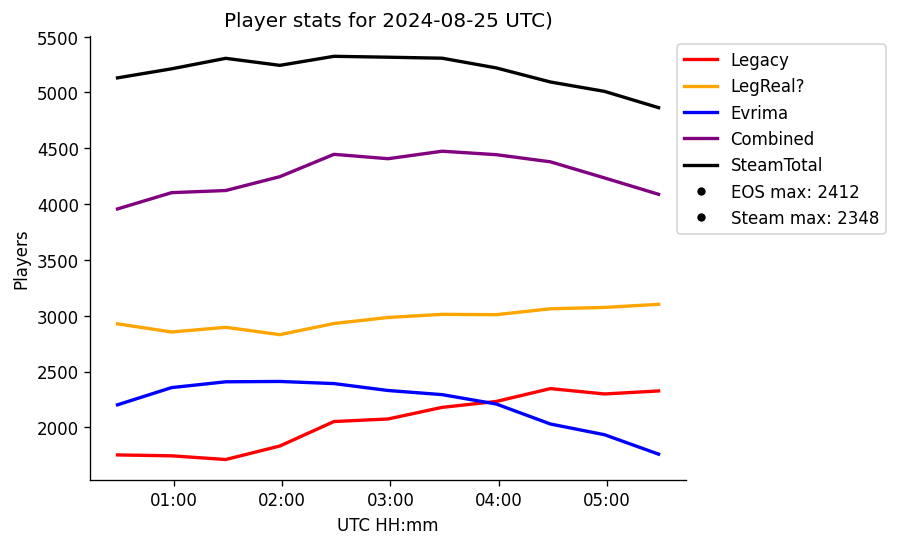 Player stats for 2024-08-25 UTC)
5500
5000
4500
4000
3500
3000
2500
2000
Players
01:00 02:00 03:00 04:00 05:00
UTC HH:mm
Legacy
LegReal?
Evrima
Combined
SteamTotal
EOS max: 2412
Steam max: 2348